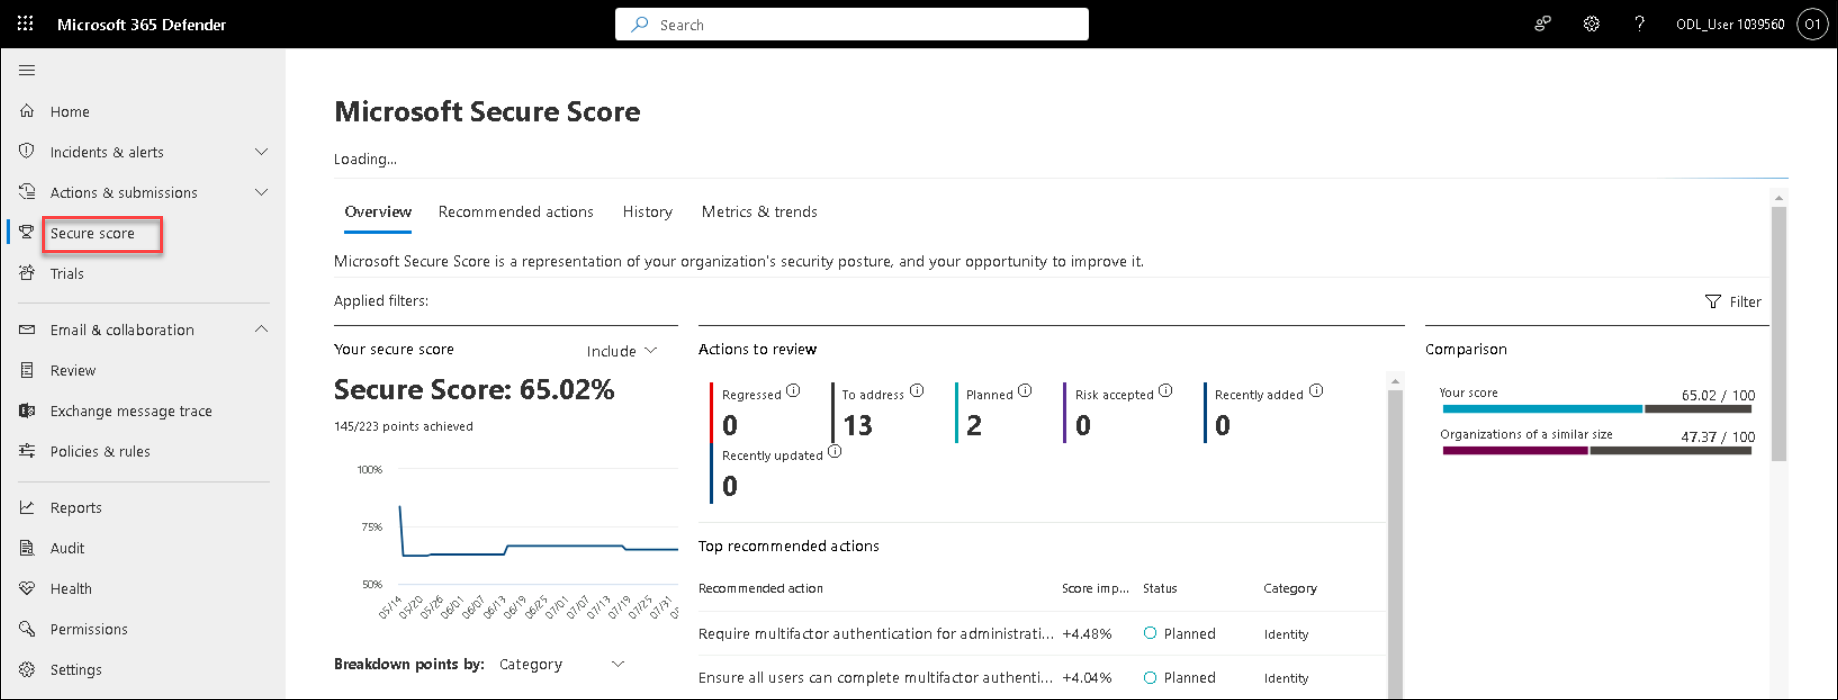 Microsoft 365 Defender
Search
ODL_User 1039560
O1
Home
Incidents & alerts
Actions & submissions
Secure score
Trials
Email & collaboration
Review
Exchange message trace
Policies & rules
Reports
Audit
Health
Permissions
Settings
Microsoft Secure Score
Loading...
Overview Recommended actions History Metrics & trends
Microsoft Secure Score is a representation of your organization's security posture, and your opportunity to improve it.
Applied filters:
Filter
Your secure score
Include
Secure Score: 65.02%
145/223 points achieved
100%
75%
50%
05/14 05/20 05/26 06/01 06/07 06/13 06/19 06/25 07/01 07/07 07/13 07/19 07/25 07/31
Breakdown points by: Category
Actions to review
Regressed
0
To address
13
Planned
2
Risk accepted
0
Recently added
0
Recently updated
0
Top recommended actions
Recommended action Score imp... Status Category
Require multifactor authentication for administrati... +4.48% Planned Identity
Ensure all users can complete multifactor authenti... +4.04% Planned Identity
Comparison
Your score 65.02 / 100
Organizations of a similar size 47.37 / 100